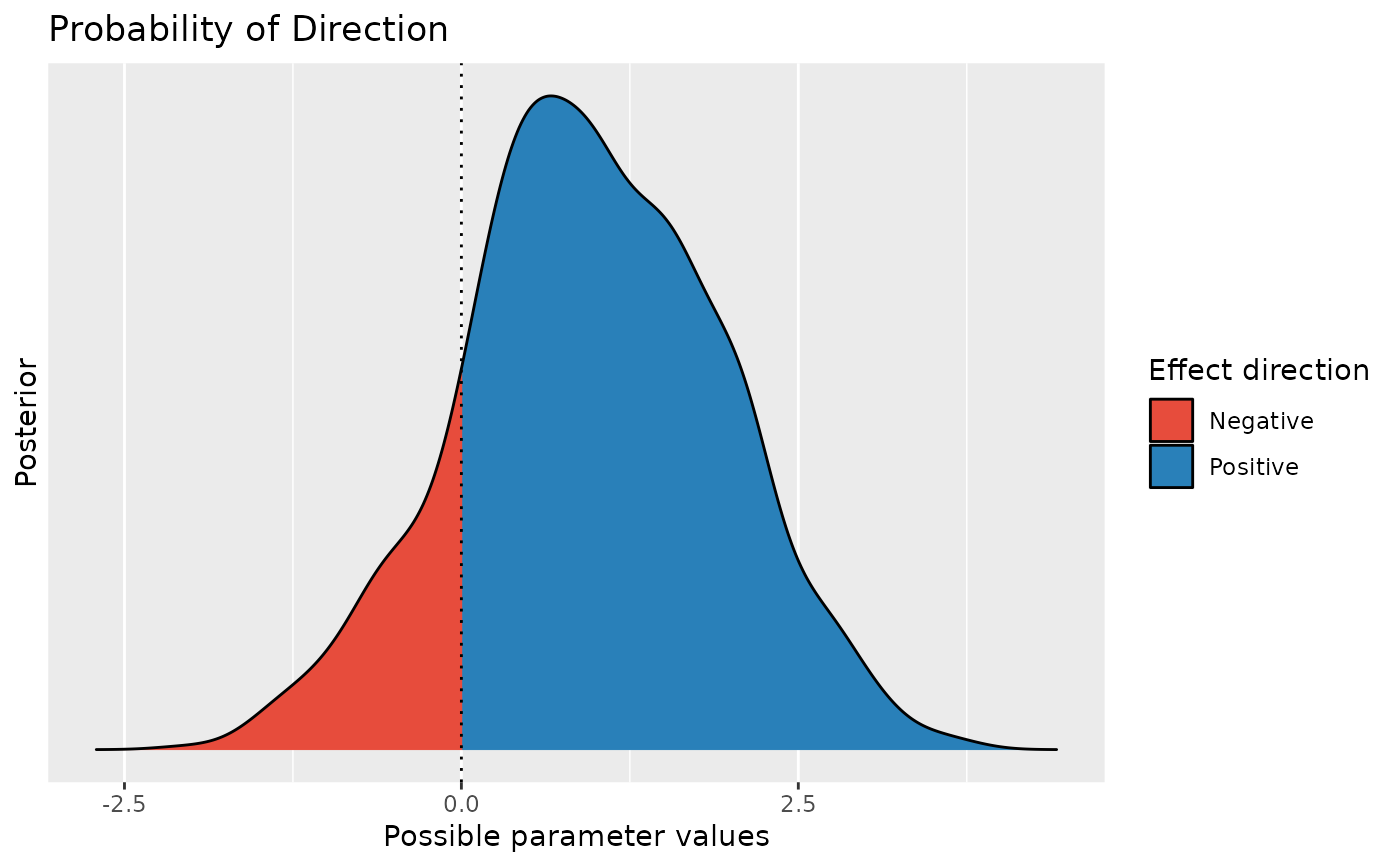 Probability of Direction
Posterior
-2.5
0.0
2.5
Possible parameter values
Effect direction
Negative
Positive